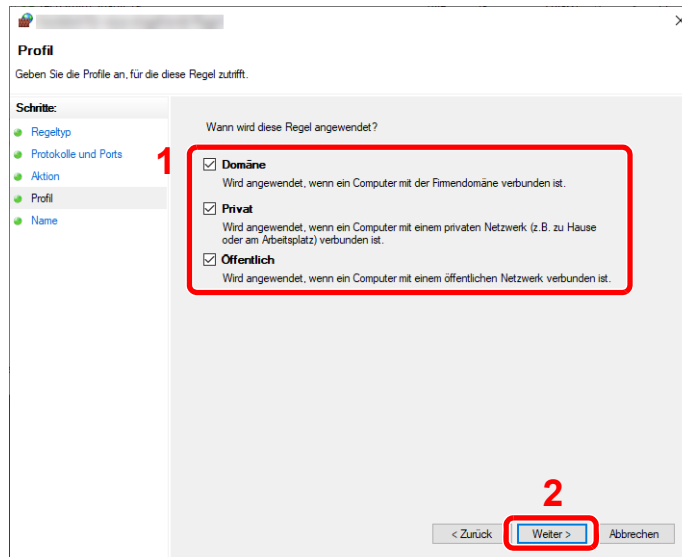 Profil
Geben Sie die Profile an, für die diese Regel zutrifft.
Schritte:
Regeltyp
Protokolle und Ports
Aktion
Profil
Name
Wann wird diese Regel angewendet?
1
Domäne
Wird angewendet, wenn ein Computer mit der Firmendomäne verbunden ist.
Privat
Wird angewendet, wenn ein Computer mit einem privaten Netzwerk (z.B. zu Hause
oder am Arbeitsplatz) verbunden ist.
Öffentlich
Wird angewendet, wenn ein Computer mit einem öffentlichen Netzwerk verbunden ist.
2
< Zurück Weiter > Abbrechen